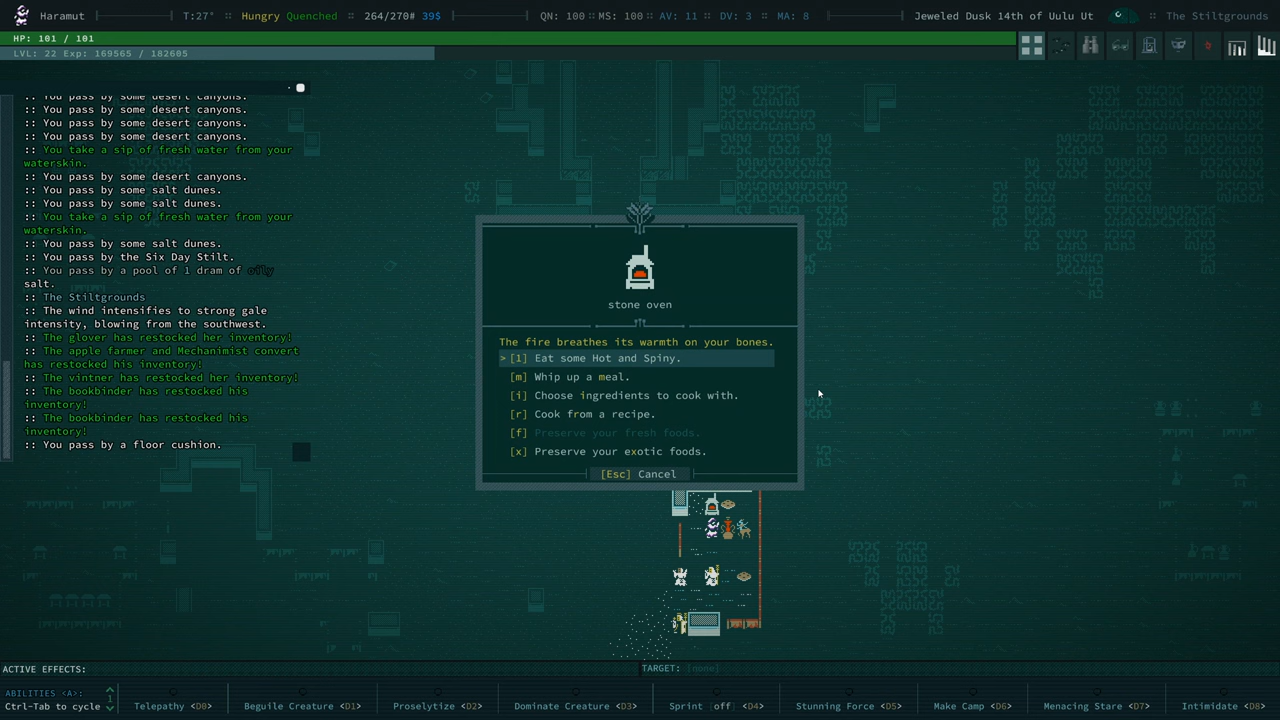 Haramut T:27° :: Hungry Quenched :: 264/270# 39$ QN: 100 :: MS: 100 :: AV: 11 :: DV: 3 :: MA: 8 Jeweled Dusk 14th of Uulu Ut :: The Stiltgrounds
HP: 101 / 101
LVL: 22 Exp: 169565 / 182605
:: You pass by some desert canyons.
:: You pass by some desert canyons.
:: You pass by some desert canyons.
:: You pass by some desert canyons.
:: You take a sip of fresh water from your
waterskin.
:: You pass by some desert canyons.
:: You pass by some salt dunes.
:: You pass by some salt dunes.
:: You take a sip of fresh water from your
waterskin.
:: You pass by some salt dunes.
:: You pass by the Six Day Stilt.
:: You pass by a pool of 1 dram of oily
salt.
:: The Stiltgrounds
:: The wind intensifies to strong gale
intensity, blowing from the southwest.
:: The glover has restocked her inventory!
:: The apple farmer and Mechanimist convert
has restocked his inventory!
:: The vintner has restocked her inventory!
:: The bookbinder has restocked his
inventory!
:: The bookbinder has restocked his
inventory!
:: You pass by a floor cushion.
stone oven
The fire breathes its warmth on your bones.
> [1] Eat some Hot and Spiny.
[m] Whip up a meal.
[i] Choose ingredients to cook with.
[r] Cook from a recipe.
[f] Preserve your fresh foods.
[x] Preserve your exotic foods.
[Esc] Cancel
ACTIVE EFFECTS: TARGET: [none]
ABILITIES <A>: 1
Ctrl-Tab to cycle Telepathy <D0> Beguile Creature <D1> Proselytize <D2> Dominate Creature <D3> Sprint [off] <D4> Stunning Force <D5> Make Camp <D6> Menacing Stare <D7> Intimidate <D8>